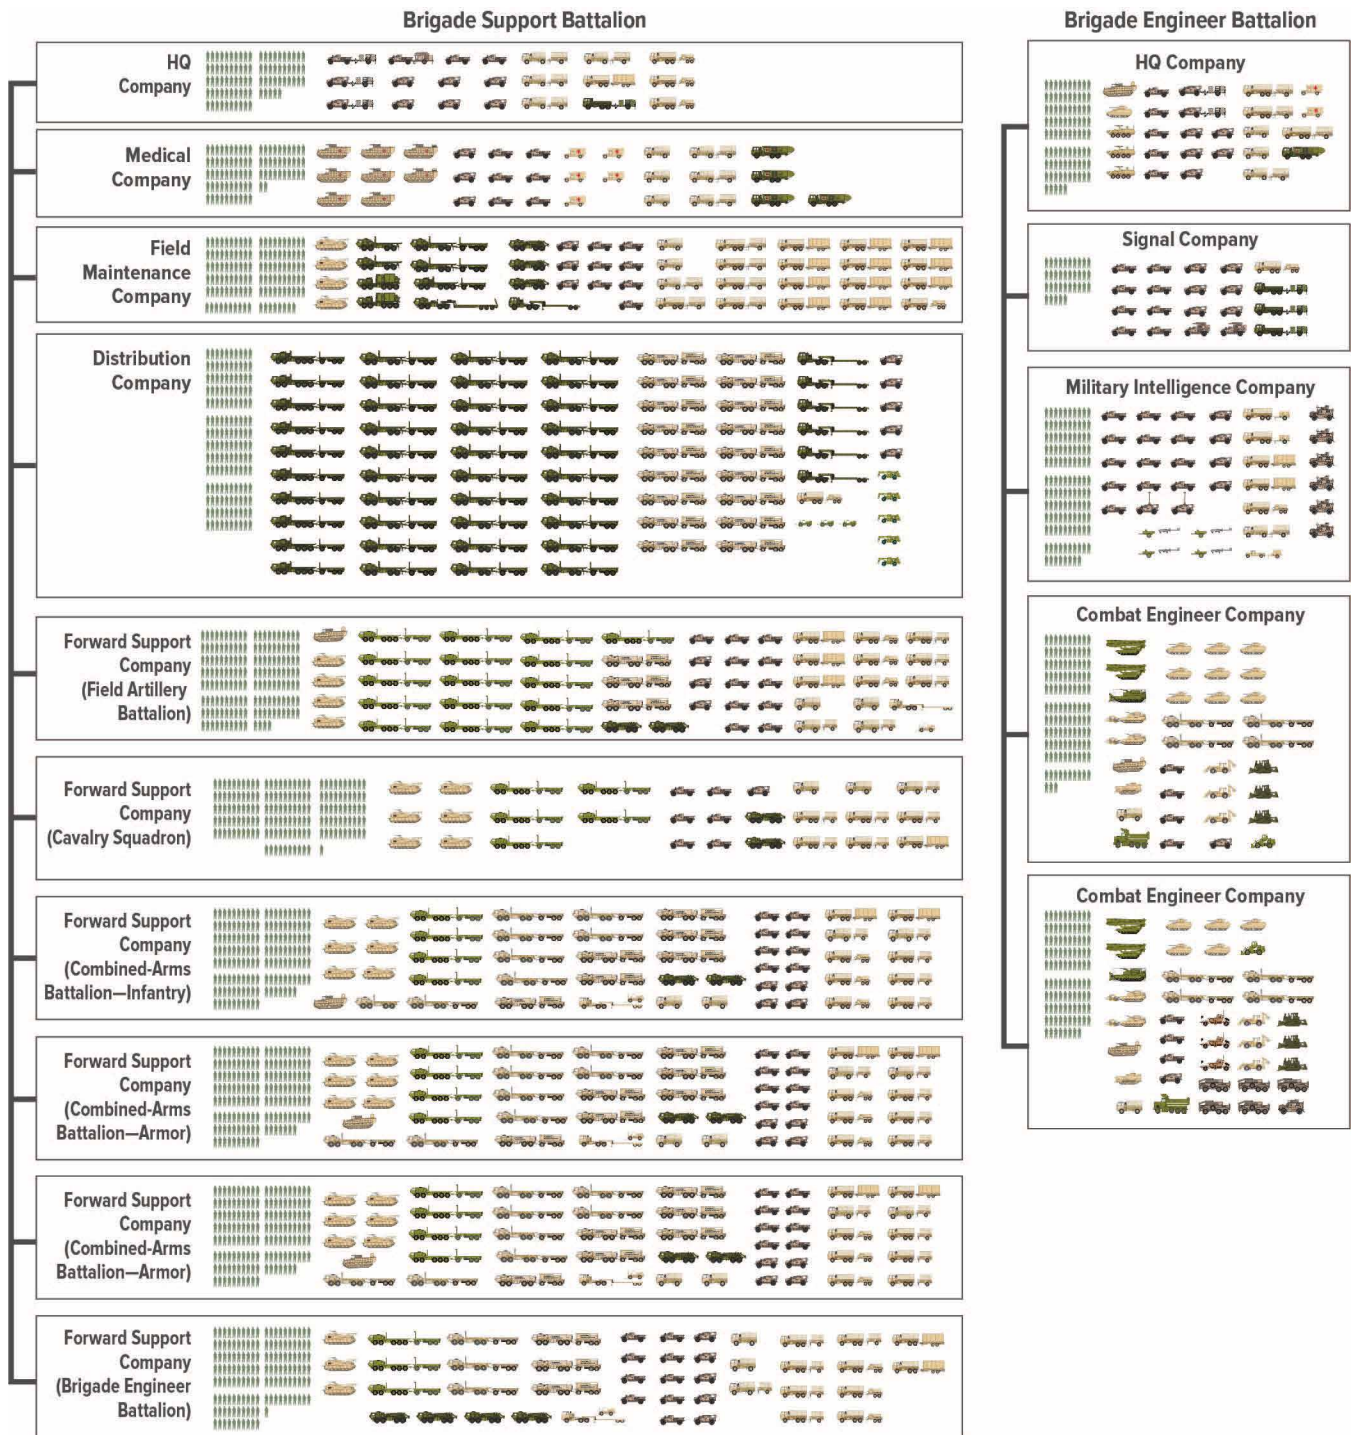 Brigade Support Battalion
HQ
Company
Medical
Company
Field
Maintenance
Company
Distribution
Company
Forward Support
Company
(Field Artillery
Battalion)
Forward Support
Company
(Cavalry Squadron)
Forward Support
Company
(Combined-Arms
Battalion—Infantry)
Forward Support
Company
(Combined-Arms
Battalion—Armor)
Forward Support
Company
(Combined-Arms
Battalion—Armor)
Forward Support
Company
(Brigade Engineer
Battalion)
Brigade Engineer Battalion
HQ Company
Signal Company
Military Intelligence Company
Combat Engineer Company
Combat Engineer Company